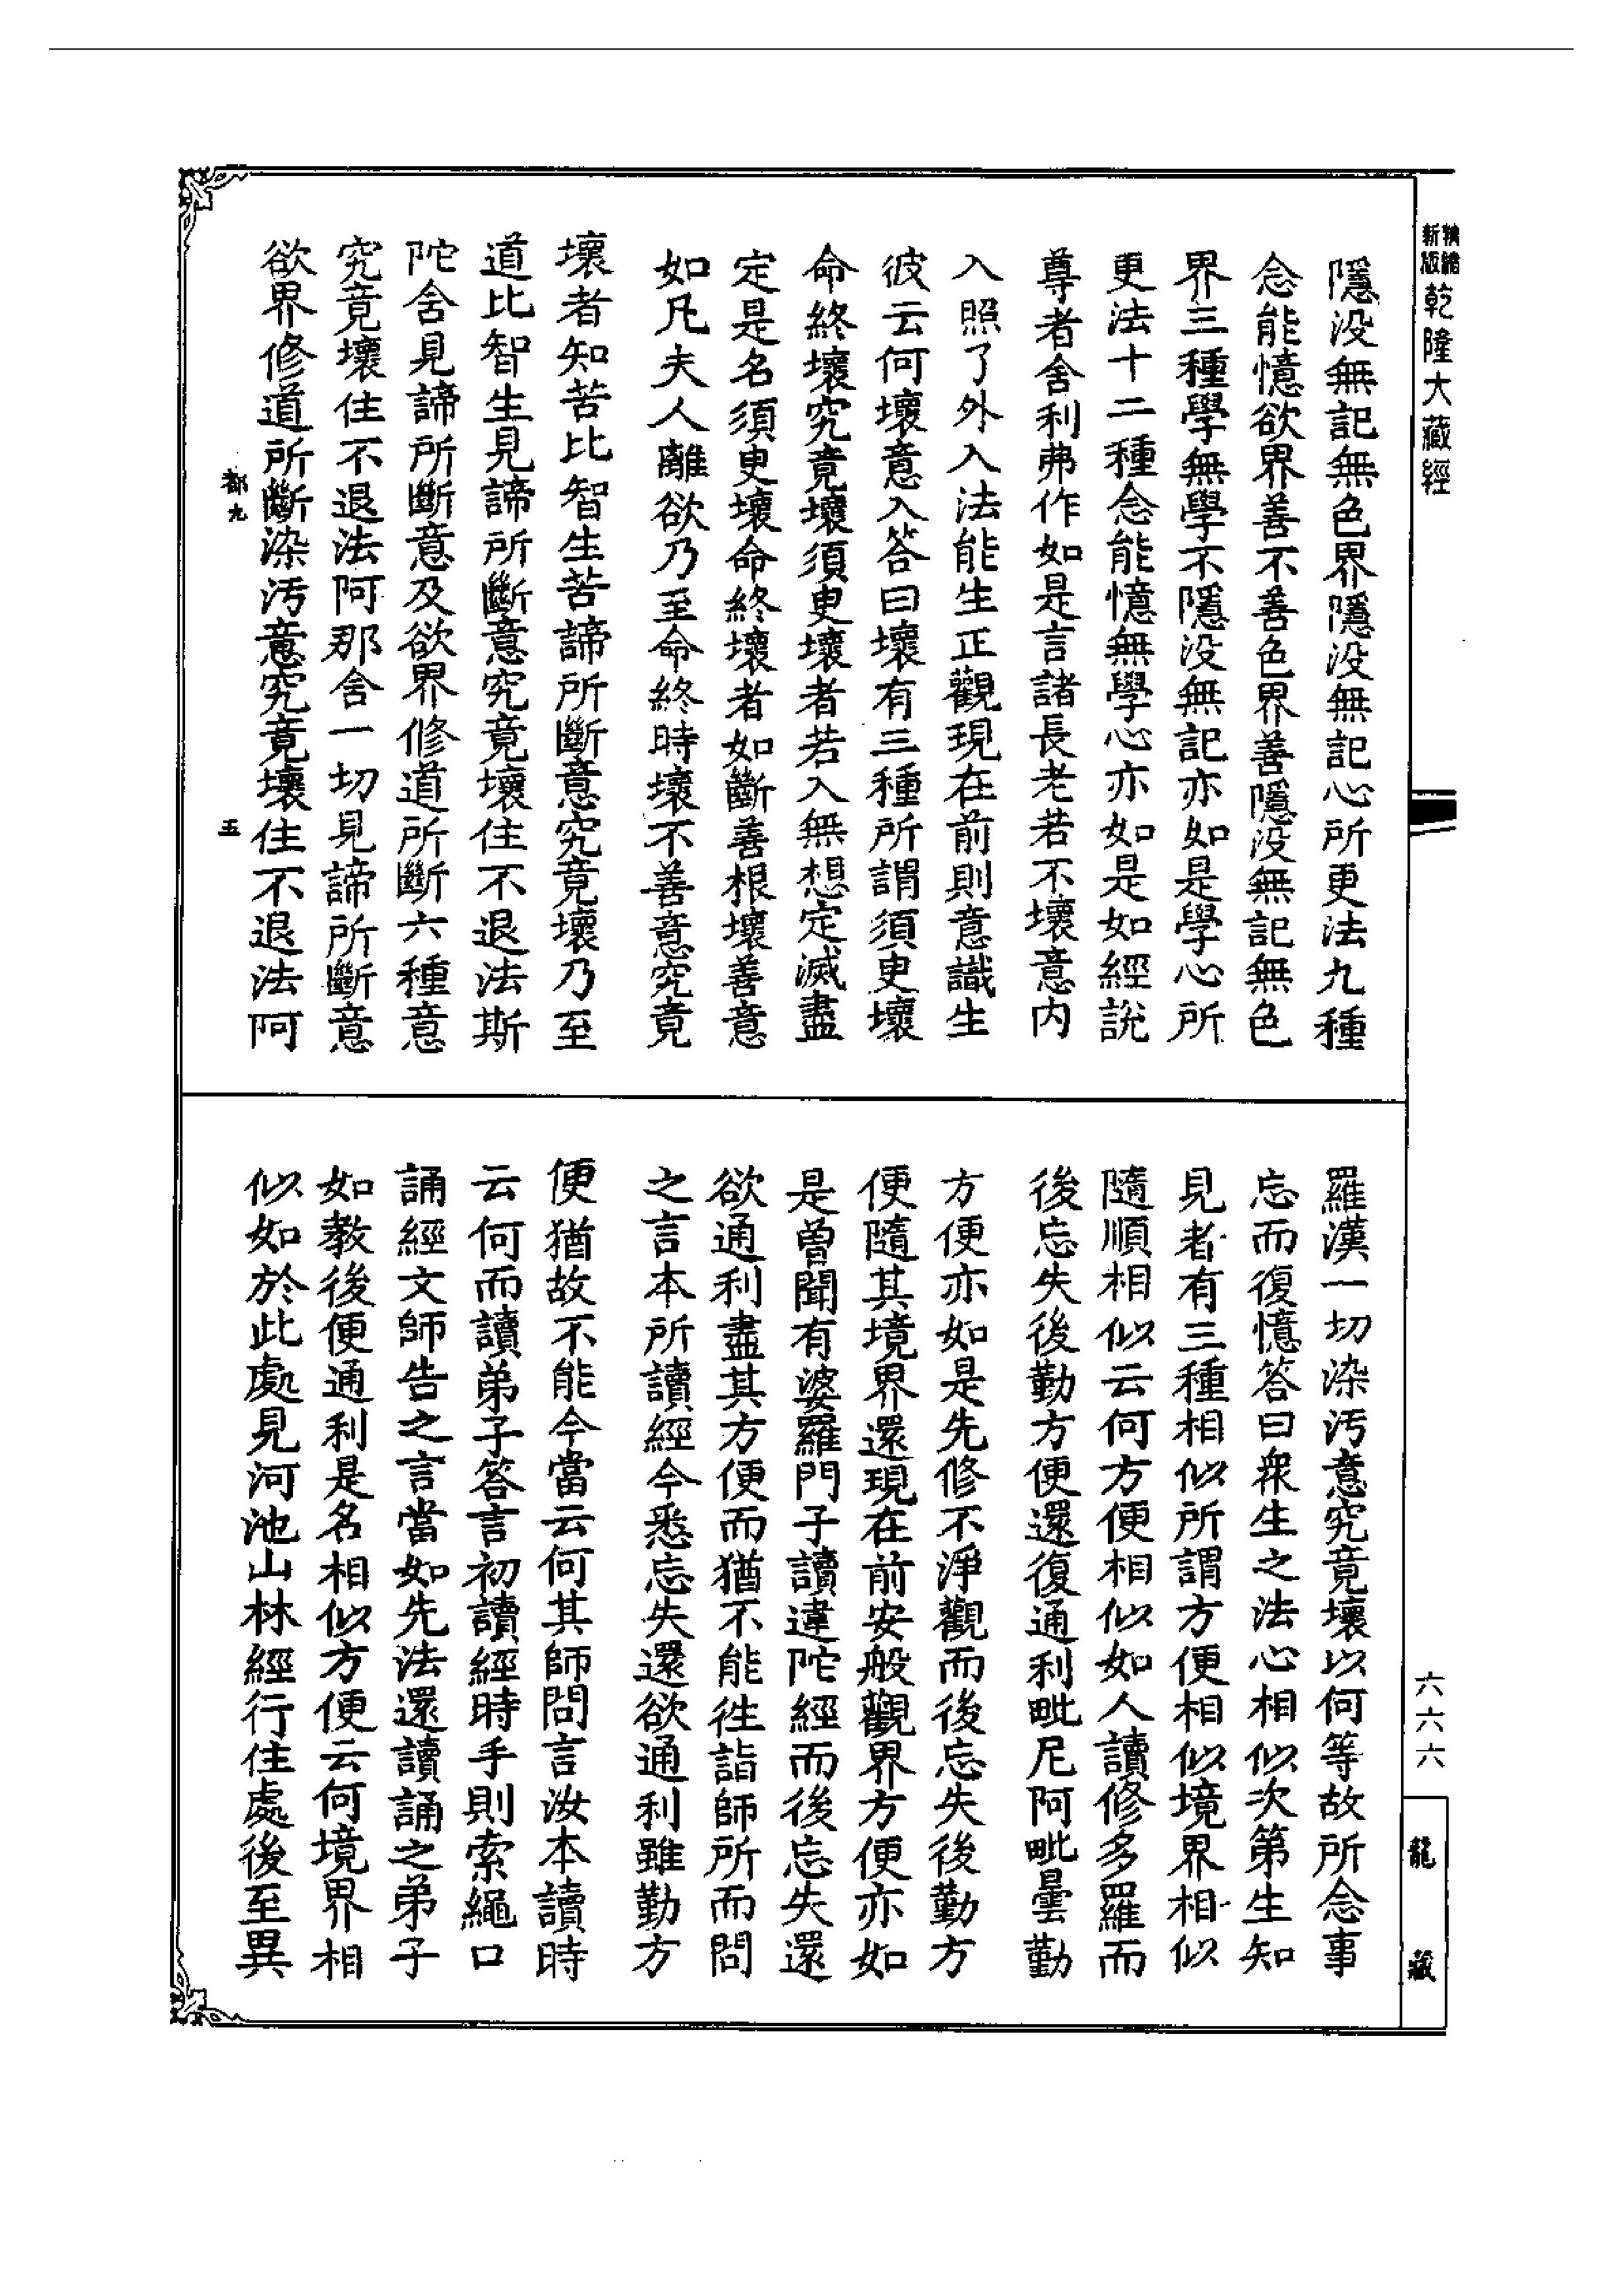 精縮新版乾隆大藏經
隱没無記無色界隱没無記心所更法九種
念能憶欲界善不善色界善隱没無記無色
界三種學無學不隱没無記亦如是學心所
更法十二種念能憶無學心亦如是如經說
尊者舍利弗作如是言諸長老若不壞意内
入照了外入法能生正觀現在前則意識生
彼云何壞意入答曰壞有三種所謂須㬰壞
命終壞究竟壞須㬰壞者若入無想定滅盡
定是名須㬰壞命終壞者如斷善根壞善意
如凡夫人離欲乃至命終時壞不善意究竟
壞者知苦比智生苦諦所斷意究竟壞乃至
道比智生見諦所斷意究竟壞住不退法斯
陀舍見諦所斷意及欲界修道所斷六種意
究竟壞住不退法阿那舍一切見諦所斷意
欲界修道所斷染汚意究竟壞住不退法阿
都九
五
羅漢一切染汚意究竟壞以何等故所念事
忘而復憶答曰衆生之法心相似次第生知
見者有三種相似所謂方便相似境界相似
隨順相似云何方便相似如人讀修多羅而
後忘失後勤方便還復通利毗尼阿毗曇勤
方便亦如是先修不淨觀而後忘失後勤方
便隨其境界還現在前安般觀界方便亦如
是曽聞有婆羅門子讀違陀經而後忘失還
欲通利盡其方便而猶不能徃詣師所而問
之言本所讀經今悉忘失還欲通利雖勤方
便猶故不能今當云何其師問言汝本讀時
云何而讀弟子答言初讀經時手則索繩口
誦經文師告之言當如先法還讀誦之弟子
如教後便通利是名相似方便云何境界相
似如於此處見河池山林經行住處後至異
六六六
龍藏